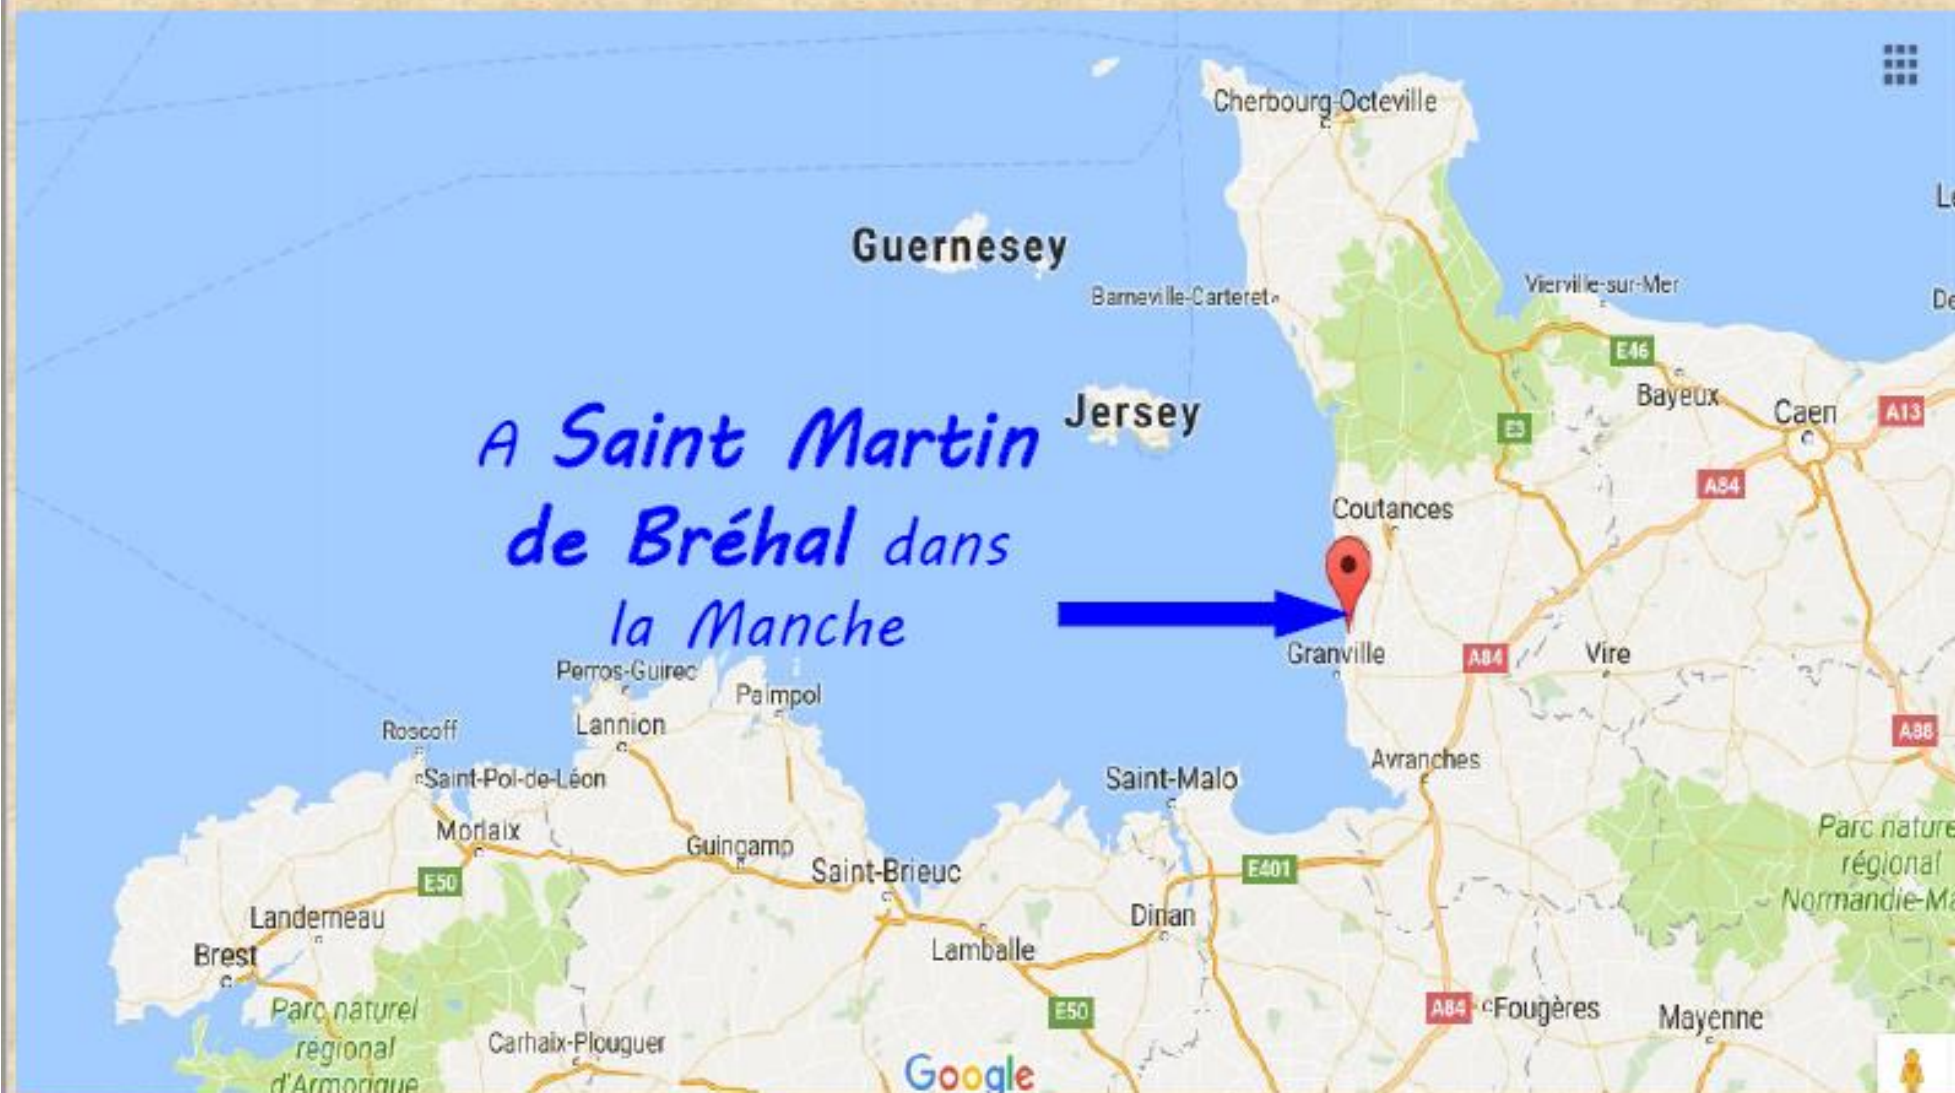 Cherbourg-Octeville
Guernesey
Barneville-Carteret
Vierville-sur-Mer
E46
Bayeux
Jersey
Caen
A13
E3
A84
A Saint Martin
de Bréhal dans
la Manche
Coutances
Granville
A84
Vire
Perros-Guirec
Paimpol
Lannion
Roscoff
A88
Avranches
Saint-Malo
Saint-Pol-de-Léon
Morlaix
Guingamp
Saint-Brieuc
E401
E50
Parc nature
régional
Normandie-Ma
Landerneau
Dinan
Lamballe
Brest
Parc naturel
régional
d'Armorique
E50
A84
Fougères
Mayenne
Carhaix-Plouguer
Google